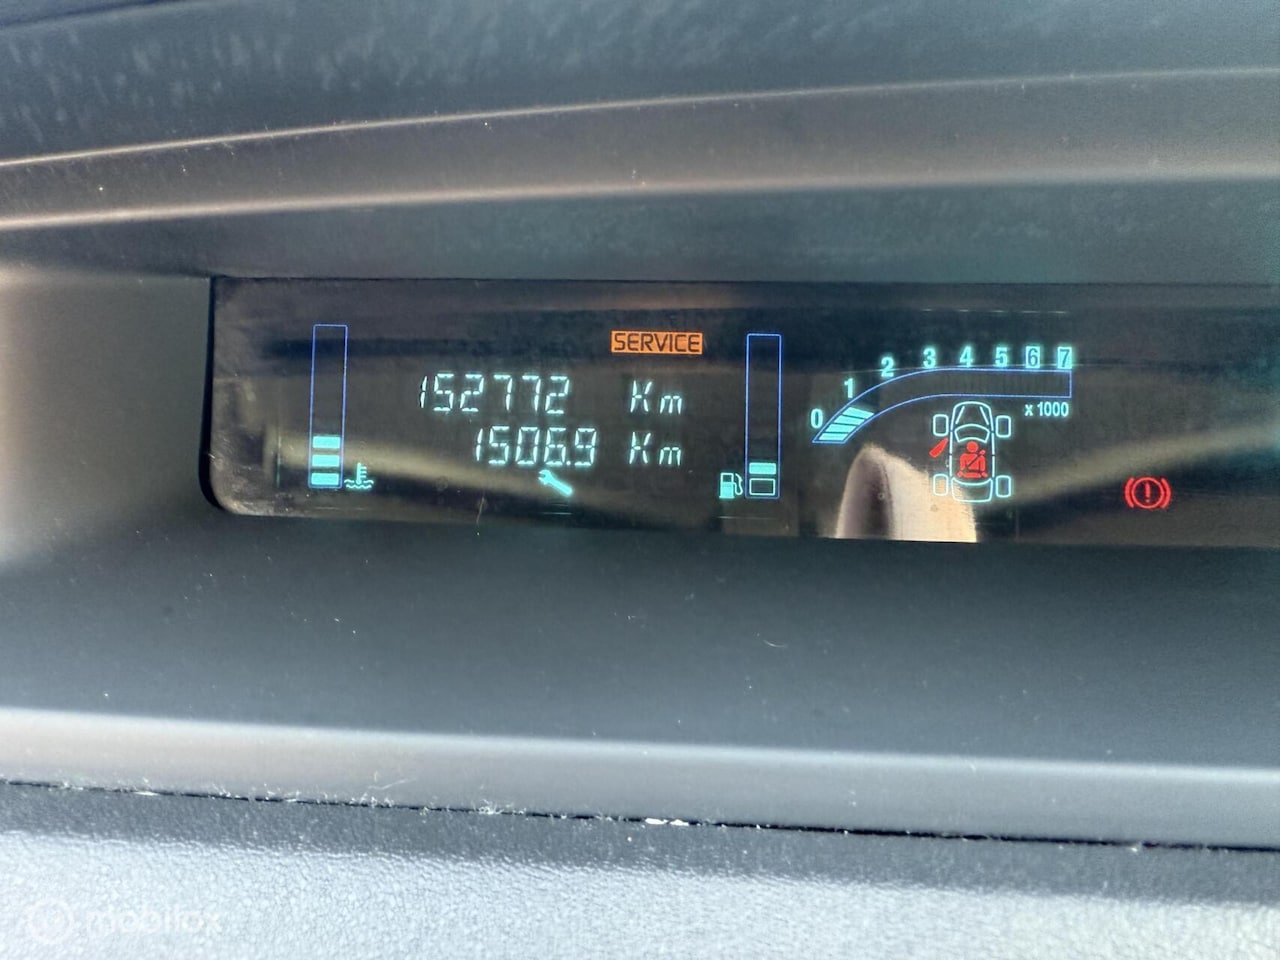 SERVICE
152772 Km
1506.9 Km
0 1 2 3 4 5 6 7
x 1000
mobilox